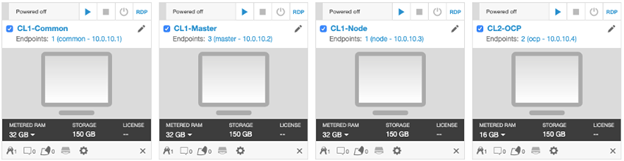 Powered off RDP
CL1-Common
Endpoints: 1 (common - 10.0.10.1)
METERED RAM STORAGE LICENSE
32 GB 150 GB --
1 0 0
Powered off RDP
CL1-Master
Endpoints: 3 (master - 10.0.10.2)
METERED RAM STORAGE LICENSE
32 GB 150 GB --
1 0 0
Powered off RDP
CL1-Node
Endpoints: 1 (node - 10.0.10.3)
METERED RAM STORAGE LICENSE
32 GB 150 GB --
1 0 0
Powered off RDP
CL2-OCP
Endpoints: 2 (ocp - 10.0.10.4)
METERED RAM STORAGE LICENSE
16 GB 150 GB --
1 0 0